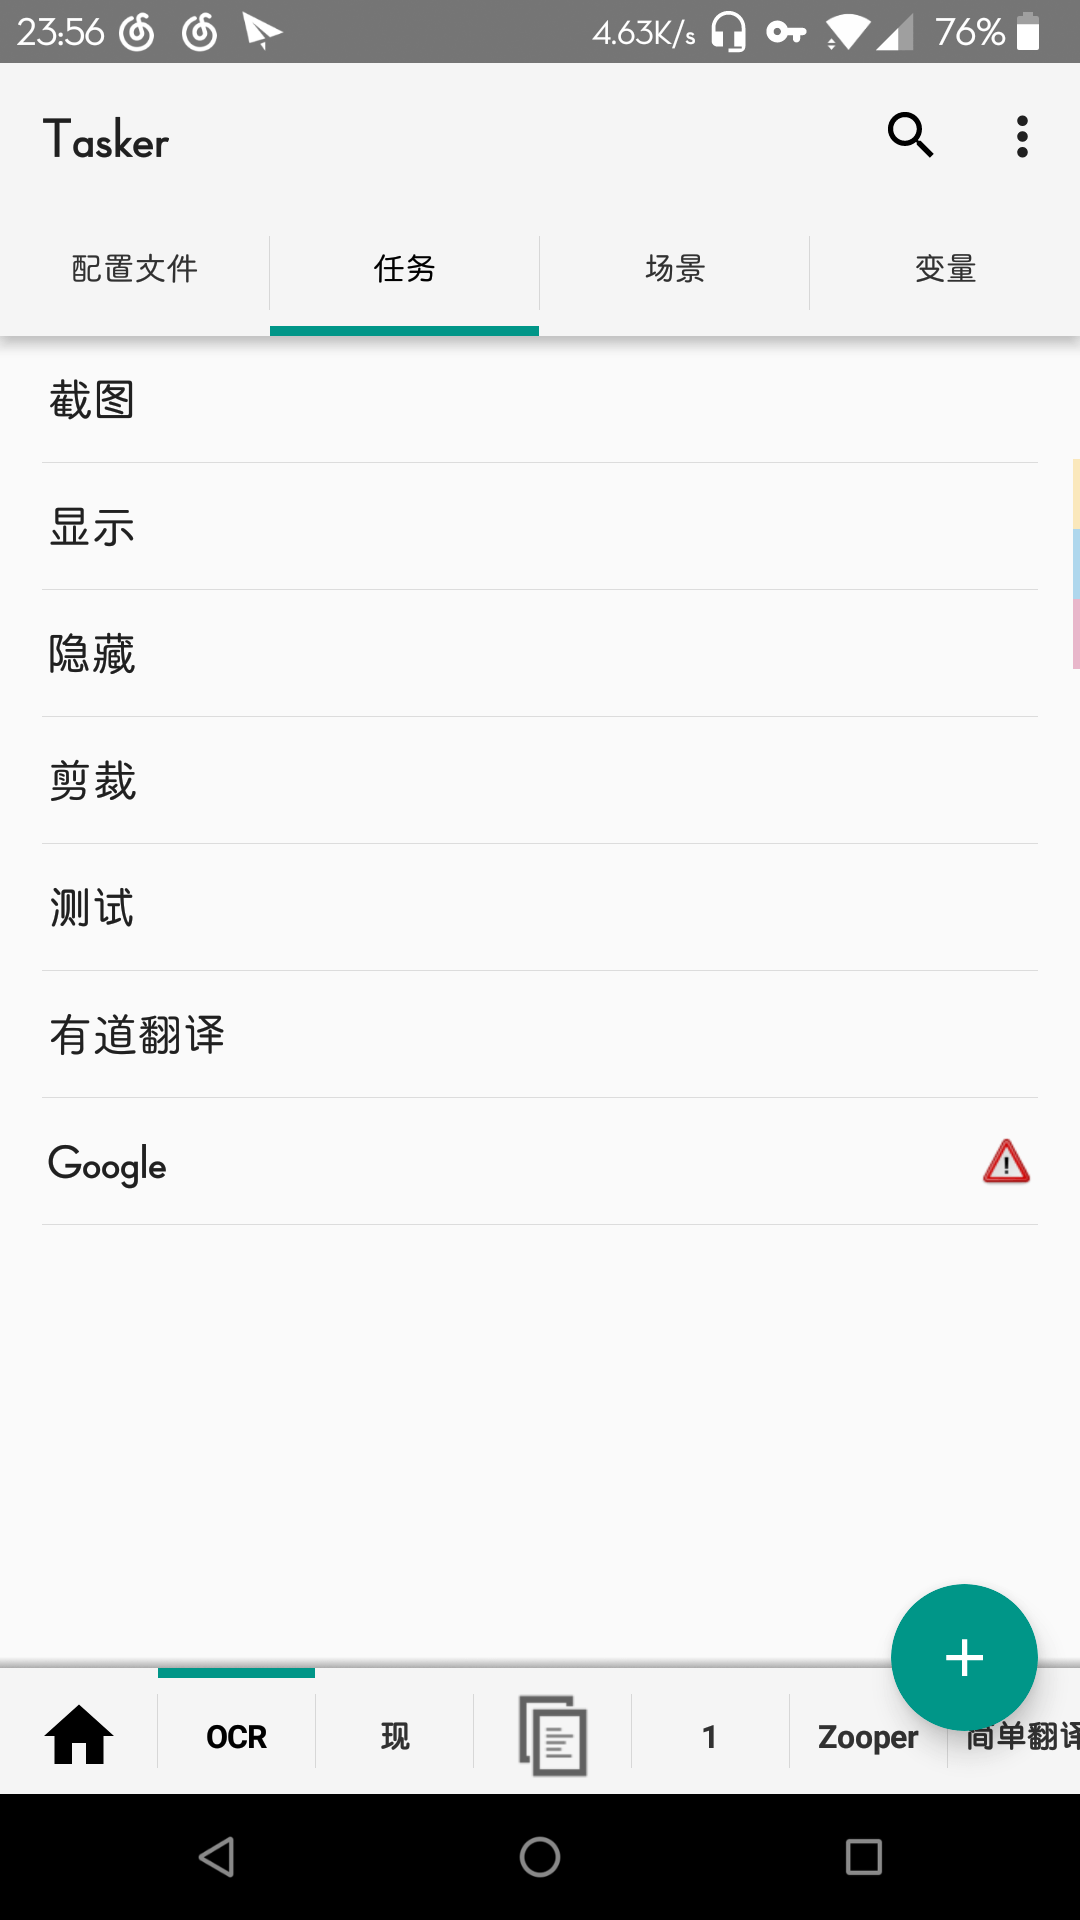 23:56 4.63K/s 76%
Tasker
配置文件 任务 场景 变量
截图
显示
隐藏
剪裁
测试
有道翻译
Google
OCR 现 1 Zooper 简单翻译